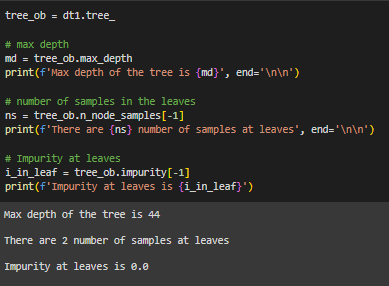 tree_ob = dt1.tree_
# max depth
md = tree_ob.max_depth
print(f'Max depth of the tree is {md}', end='\n\n')
# number of samples in the leaves
ns = tree_ob.n_node_samples[-1]
print(f'There are {ns} number of samples at leaves', end='\n\n')
# Impurity at leaves
i_in_leaf = tree_ob.impurity[-1]
print(f'Impurity at leaves is {i_in_leaf}')
Max depth of the tree is 44
There are 2 number of samples at leaves
Impurity at leaves is 0.0